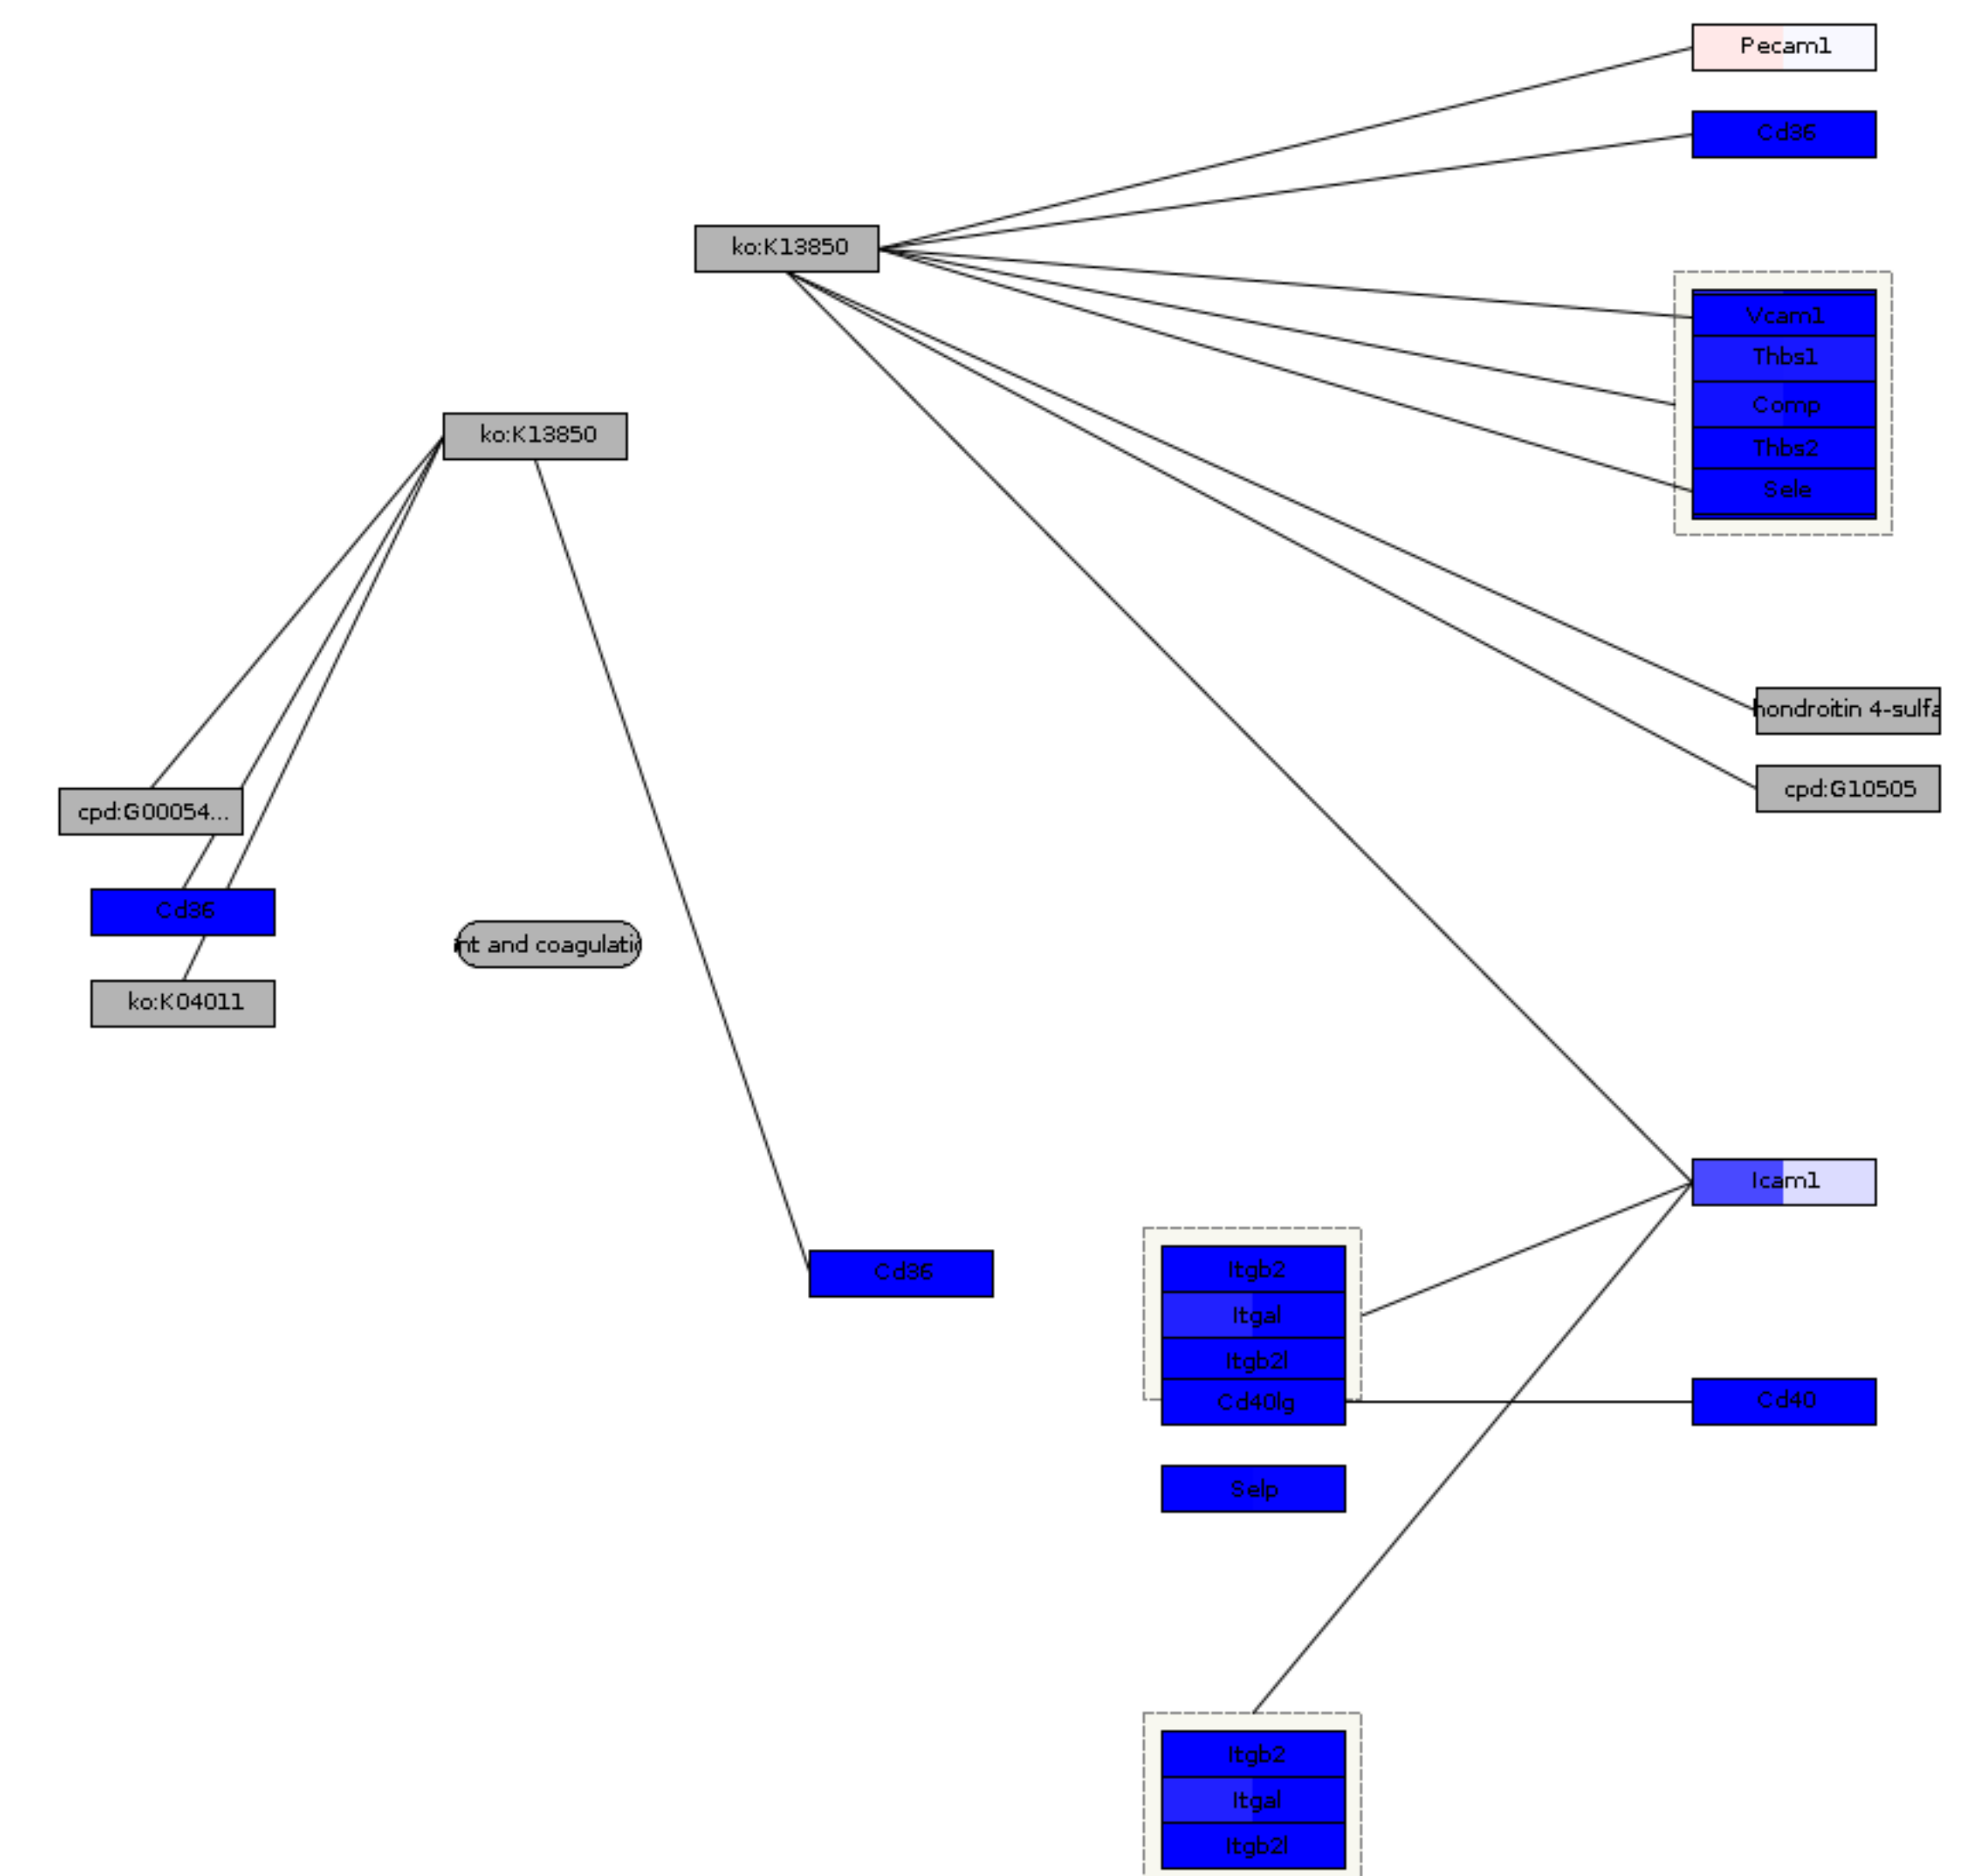 Pecam1
Cd36
ko:K13850
Vcam1
Thbs1
Comp
Thbs2
Sele
ko:K13850
hondroitin 4-sulfa
cpd:G10505
cpd:G00054...
Cd36
nt and coagulatio
ko:K04011
Icam1
Cd36
Itgb2
Itgal
Itgb2l
Cd40lg
Cd40
Selp
Itgb2
Itgal
Itgb2l